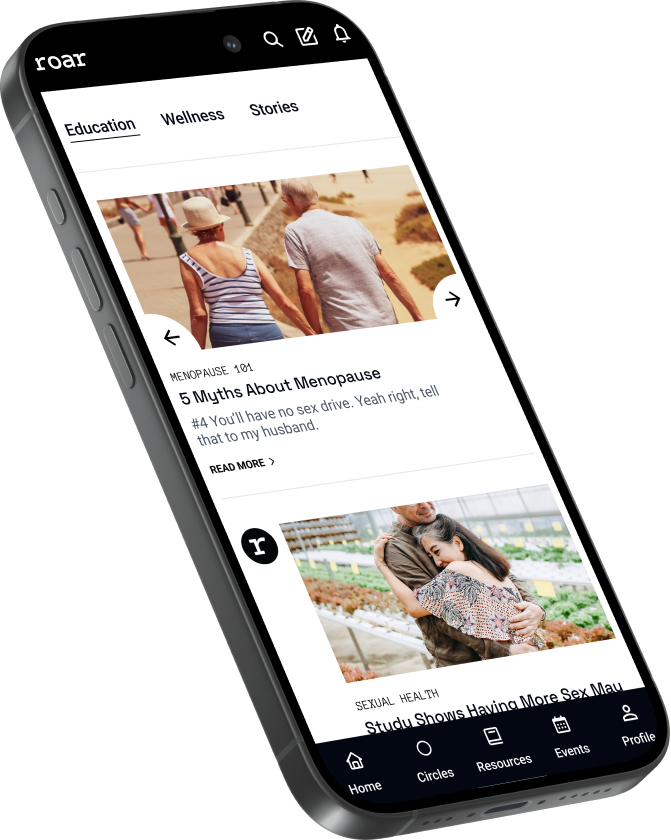 roar
Education Wellness Stories
MENOPAUSE 101
5 Myths About Menopause
#4 You'll have no sex drive. Yeah right, tell
that to my husband.
READ MORE >
r
SEXUAL HEALTH
Study Shows Having More Sex May
Home Circles Resources Events Profile